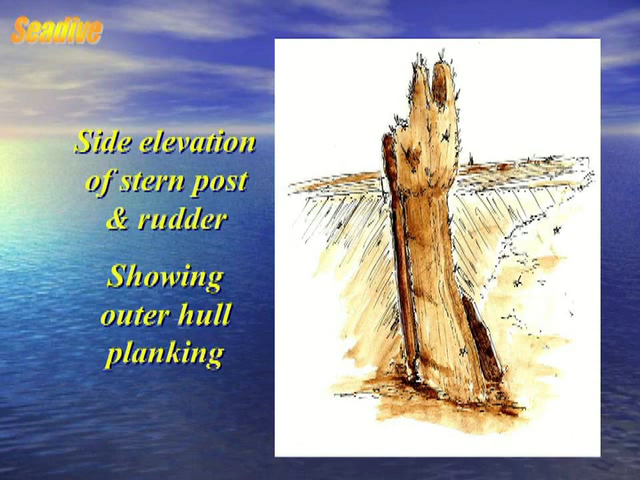 Seadive
Side elevation
of stern post
& rudder
Showing
outer hull
planking